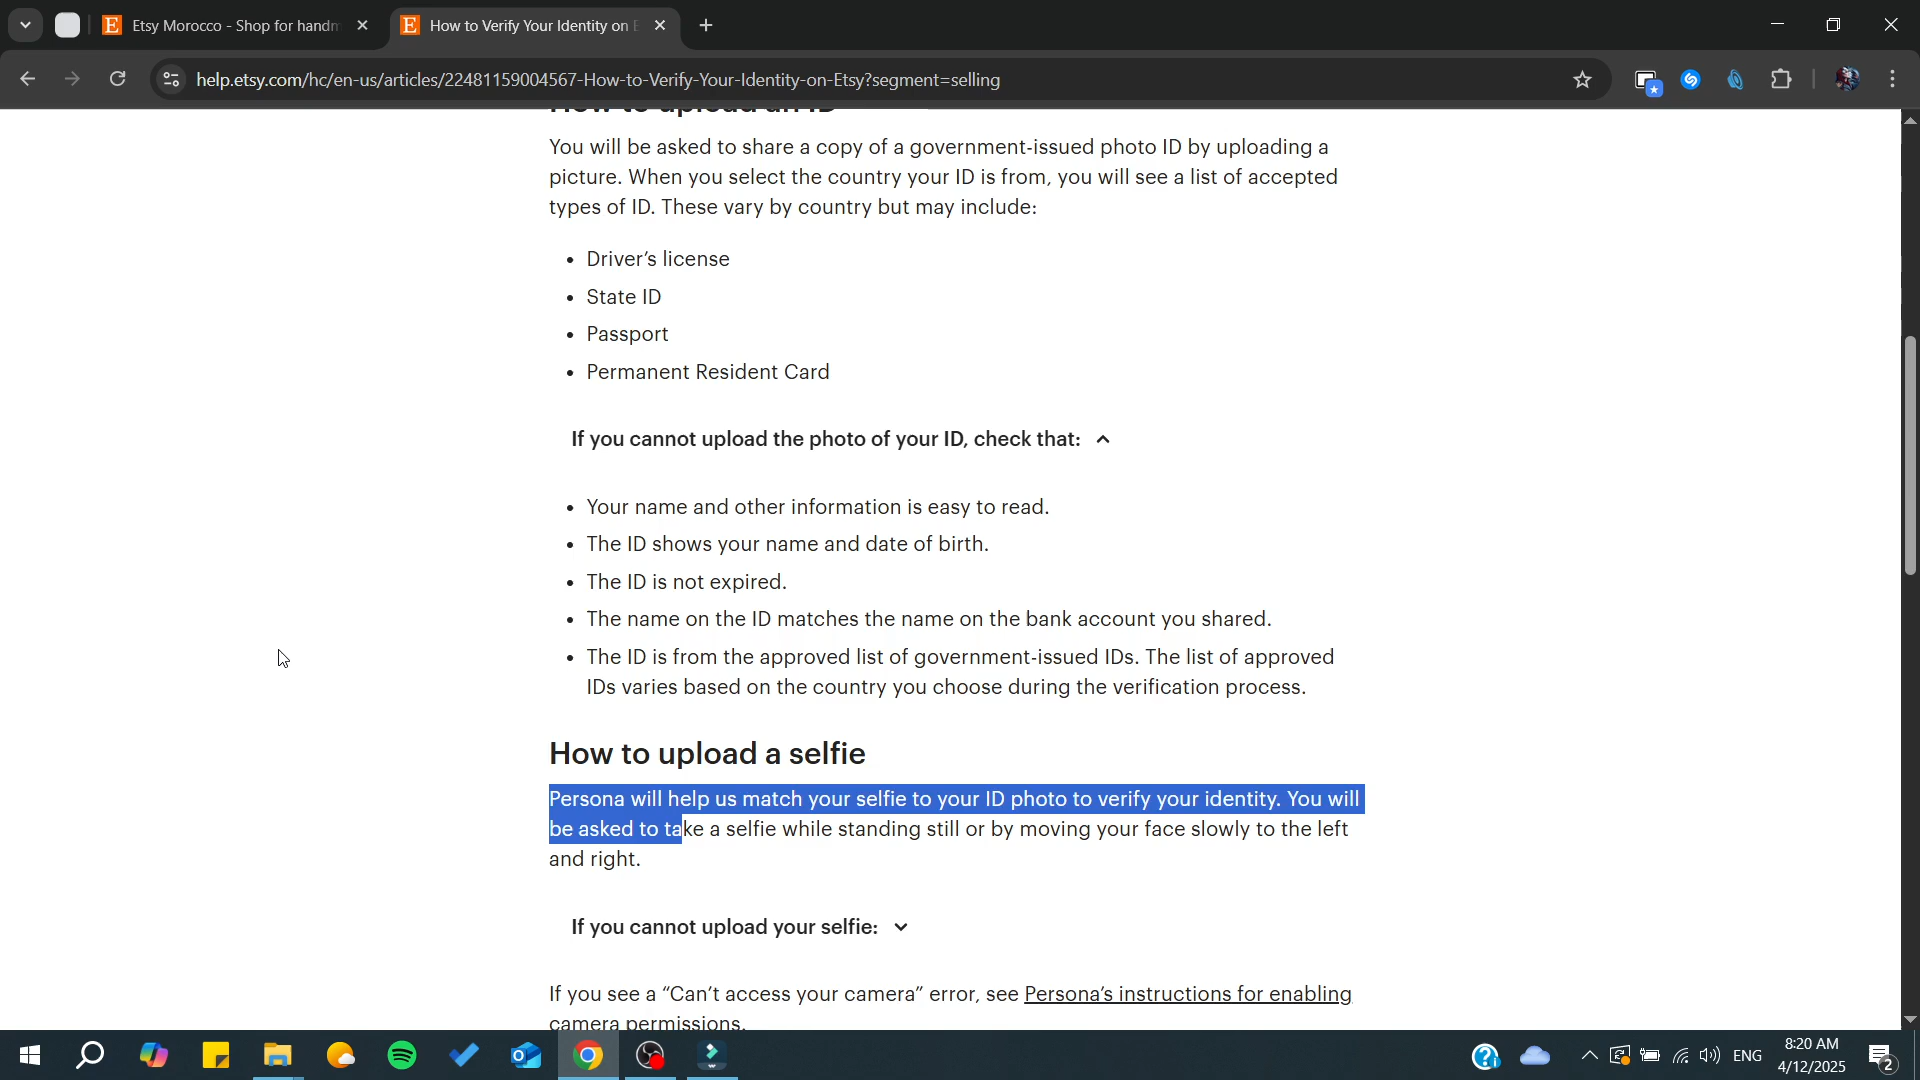 Etsy Morocco - Shop for handm
How to Verify Your Identity on E
help.etsy.com/hc/en-us/articles/22481159004567-How-to-Verify-Your-Identity-on-Etsy?segment=selling
How to upload an ID
You will be asked to share a copy of a government-issued photo ID by uploading a
picture. When you select the country your ID is from, you will see a list of accepted
types of ID. These vary by country but may include:
• Driver’s license
• State ID
• Passport
• Permanent Resident Card
If you cannot upload the photo of your ID, check that:
• Your name and other information is easy to read.
• The ID shows your name and date of birth.
• The ID is not expired.
• The name on the ID matches the name on the bank account you shared.
• The ID is from the approved list of government-issued IDs. The list of approved
IDs varies based on the country you choose during the verification process.
How to upload a selfie
Persona will help us match your selfie to your ID photo to verify your identity. You will
be asked to take a selfie while standing still or by moving your face slowly to the left
and right.
If you cannot upload your selfie:
If you see a “Can’t access your camera” error, see Persona’s instructions for enabling
camera permissions.
ENG
8:20 AM
4/12/2025
2